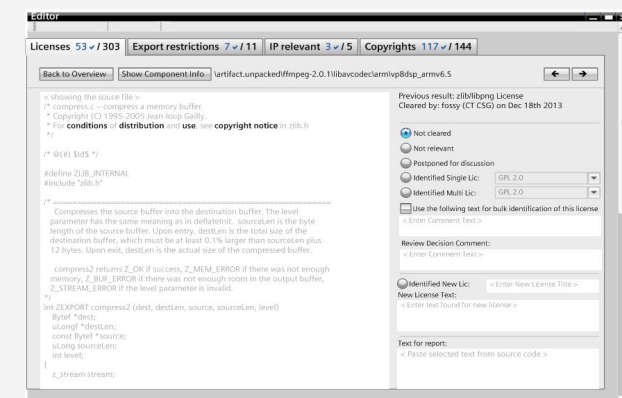 Editor
Licenses 53 ✓ / 303 Export restrictions 7 ✓ / 11 IP relevant 3 ✓ / 5 Copyrights 117 ✓ / 144
Back to Overview Show Component Info \artifact.unpacked\ffmpeg-2.0.1\libavcodec\arm\vp8dsp_armv6.S
< showing the souce file >
/* compress.c -- compress a memory buffer
* Copyright (C) 1995-2005 Jean-loup Gailly.
* For conditions of distribution and use, see copyright notice in zlib.h
*/
/* @(#) $Id$ */
#define ZLIB_INTERNAL
#include "zlib.h"
/* ===========================================================
Compresses the source buffer into the destination buffer. The level
parameter has the same meaning as in deflateInit. sourceLen is the byte
length of the source buffer. Upon entry, destLen is the total size of the
destination buffer, which must be at least 0.1% larger than sourceLen plus
12 bytes. Upon exit, destLen is the actual size of the compressed buffer.
compress2 returns Z_OK if success, Z_MEM_ERROR if there was not enough
memory, Z_BUF_ERROR if there was not enough room in the output buffer,
Z_STREAM_ERROR if the level parameter is invalid.
*/
int ZEXPORT compress2 (dest, destLen, source, sourceLen, level)
Bytef *dest;
uLongf *destLen;
const Bytef *source;
uLong sourceLen;
int level;
{
z_stream stream;
Previous result: zlib/libpng License
Cleared by: fossy (CT CSG) on Dec 18th 2013
Not cleared
Not relevant
Postponed for discussion
Identified Single Lic: GPL 2.0
Identified Multi Lic: GPL 2.0
Use the follwing text for bulk identification of this license
< Enter Comment Text >
Review Decision Comment:
< Enter Comment Text >
Identified New Lic: < Enter New License Title >
New License Text:
< Enter text found for new license >
Text for report:
< Paste selected text from source code >